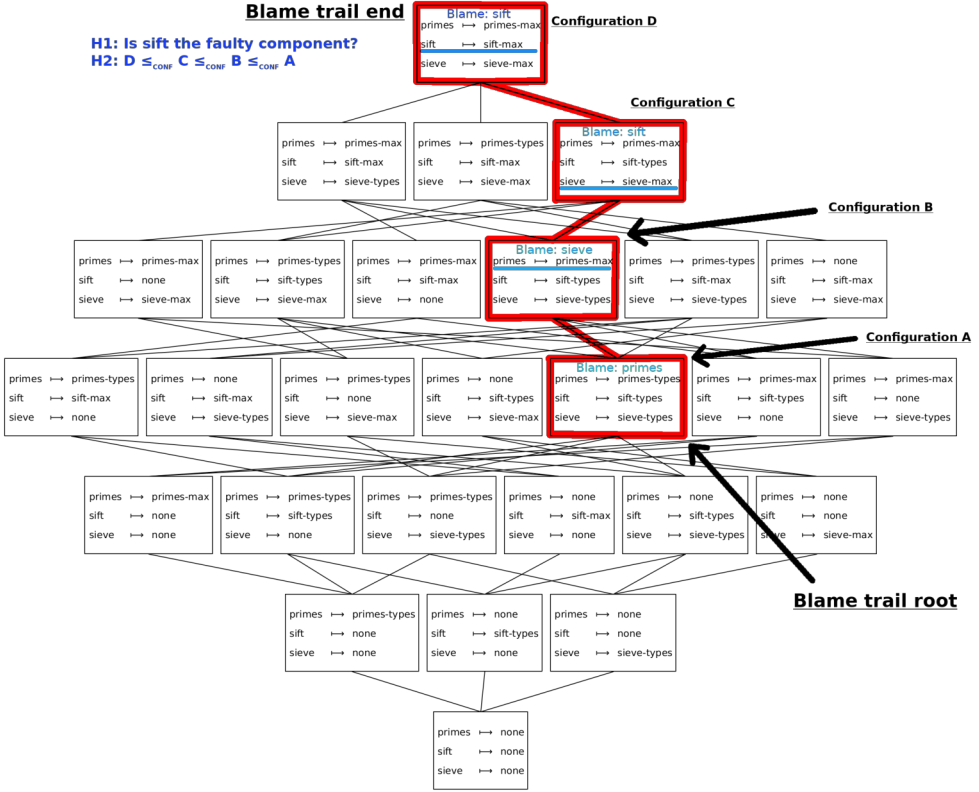 Blame trail end
H1: Is sift the faulty component?
H2: D ≤CONF C ≤CONF B ≤CONF A
Blame: sift
primes ↦ primes-max
sift ↦ sift-max
sieve ↦ sieve-max
Configuration D
Configuration C
primes ↦ primes-max
sift ↦ sift-max
sieve ↦ sieve-types
primes ↦ primes-types
sift ↦ sift-max
sieve ↦ sieve-max
Blame: sift
primes ↦ primes-max
sift ↦ sift-types
sieve ↦ sieve-max
Configuration B
primes ↦ primes-max
sift ↦ none
sieve ↦ sieve-max
primes ↦ primes-types
sift ↦ sift-types
sieve ↦ sieve-max
primes ↦ primes-max
sift ↦ sift-max
sieve ↦ none
Blame: sieve
primes ↦ primes-max
sift ↦ sift-types
sieve ↦ sieve-types
primes ↦ primes-types
sift ↦ sift-max
sieve ↦ sieve-types
primes ↦ none
sift ↦ sift-max
sieve ↦ sieve-max
Configuration A
primes ↦ primes-types
sift ↦ sift-max
sieve ↦ none
primes ↦ none
sift ↦ sift-max
sieve ↦ sieve-types
primes ↦ primes-types
sift ↦ none
sieve ↦ sieve-max
primes ↦ none
sift ↦ sift-types
sieve ↦ sieve-max
Blame: primes
primes ↦ primes-types
sift ↦ sift-types
sieve ↦ sieve-types
primes ↦ primes-max
sift ↦ sift-types
sieve ↦ none
primes ↦ primes-max
sift ↦ none
sieve ↦ sieve-types
primes ↦ primes-max
sift ↦ none
sieve ↦ none
primes ↦ primes-types
sift ↦ sift-types
sieve ↦ none
primes ↦ primes-types
sift ↦ none
sieve ↦ sieve-types
primes ↦ none
sift ↦ sift-max
sieve ↦ none
primes ↦ none
sift ↦ sift-types
sieve ↦ sieve-types
primes ↦ none
sift ↦ none
sieve ↦ sieve-max
Blame trail root
primes ↦ primes-types
sift ↦ none
sieve ↦ none
primes ↦ none
sift ↦ sift-types
sieve ↦ none
primes ↦ none
sift ↦ none
sieve ↦ sieve-types
primes ↦ none
sift ↦ none
sieve ↦ none